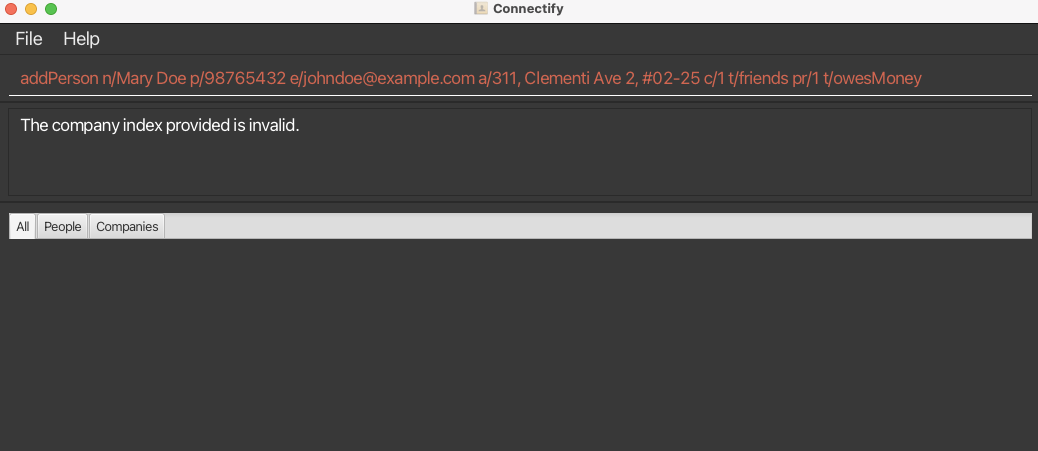 Connectify
File Help
addPerson n/Mary Doe p/98765432 e/johndoe@example.com a/311, Clementi Ave 2, #02-25 c/1 t/friends pr/1 t/owesMoney
The company index provided is invalid.
All People Companies